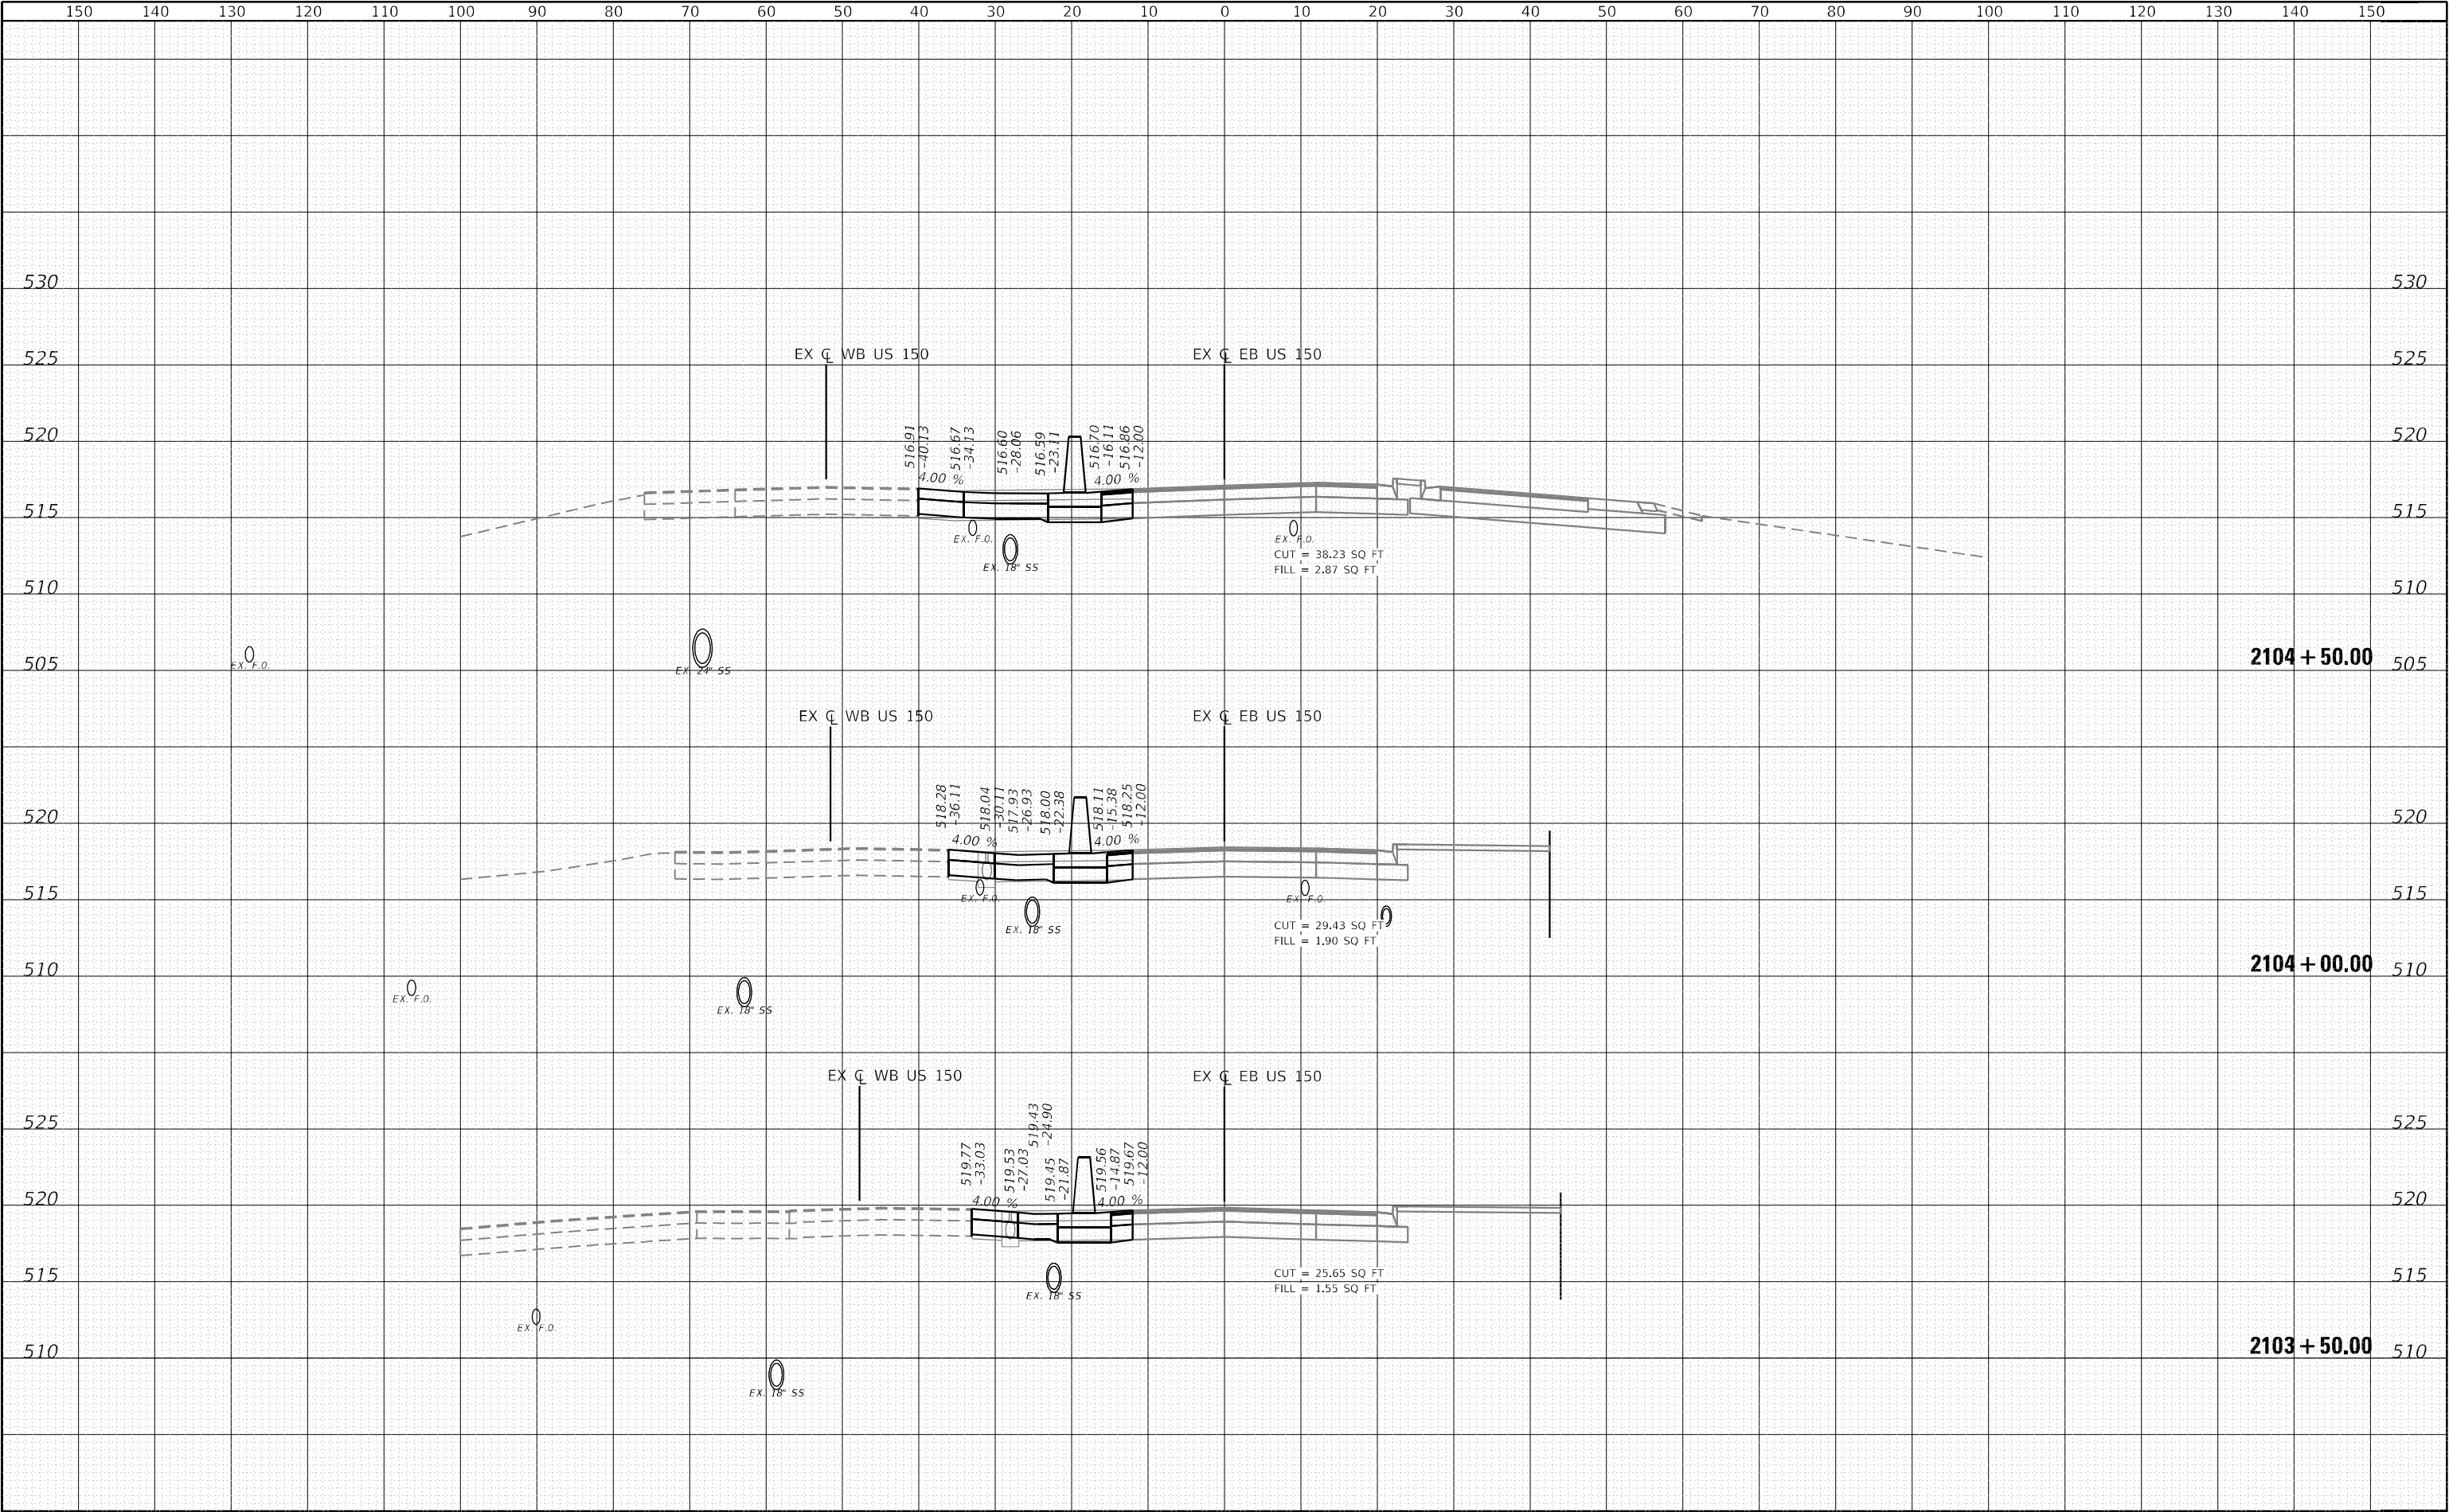 150 140 130 120 110 100 90 80 70 60 50 40 30 20 10 0 10 20 30 40 50 60 70 80 90 100 110 120 130 140 150
530 530
EX ℄ WB US 150 EX ℄ EB US 150
525 525
520 520
516.91
-40.13
516.67
-34.13
516.60
-28.06
516.59
-23.11
516.70
-16.11
516.86
-12.00
4.00 % 4.00 %
515 515
EX. F.O. EX. F.O.
CUT = 38.23 SQ FT
EX. 18" SS
FILL = 2.87 SQ FT
510 510
EX. F.O.
EX. 24" SS
505 2104+50.00 505
EX ℄ WB US 150 EX ℄ EB US 150
520 520
518.28
-36.11
518.04
-30.11
517.93
-26.93
518.00
-22.38
518.11
-15.38
518.25
-12.00
4.00 % 4.00 %
515 515
EX. F.O. EX. F.O.
CUT = 29.43 SQ FT
EX. 18" SS
FILL = 1.90 SQ FT
510 2104+00.00 510
EX. F.O.
EX. 18" SS
EX ℄ WB US 150 EX ℄ EB US 150
525 525
519.77
-33.03
519.53
-27.03
519.43
-24.90
519.45
-21.87
519.56
-14.87
519.67
-12.00
520 520
4.00 % 4.00 %
515 515
CUT = 25.65 SQ FT
FILL = 1.55 SQ FT
EX. 18" SS
EX. F.O.
510 2103+50.00 510
EX. 18" SS